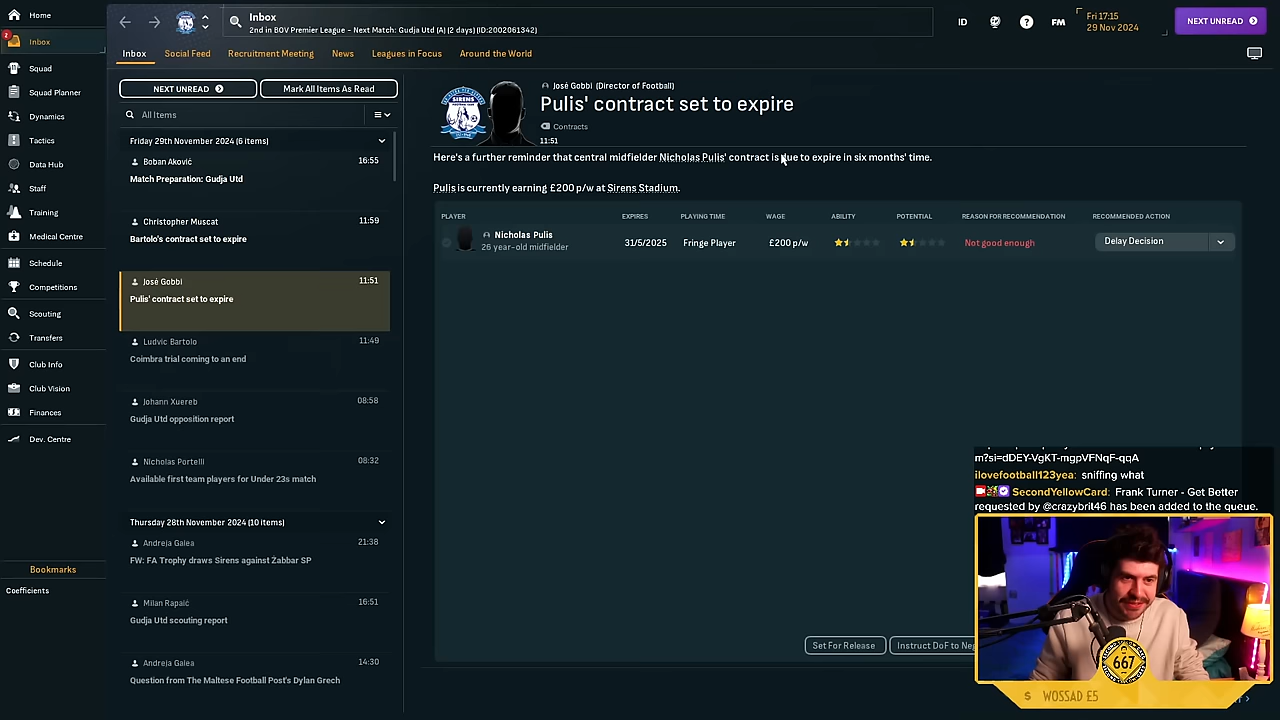 Home
2
Inbox
Squad
Squad Planner
Dynamics
Tactics
Data Hub
Staff
Training
Medical Centre
Schedule
Competitions
Scouting
Transfers
Club Info
Club Vision
Finances
Dev. Centre
Bookmarks
Coefficients
Inbox
2nd in BOV Premier League - Next Match: Gudja Utd (A) (2 days) (ID:2002061342)
ID
?
FM
Fri 17:15
29 Nov 2024
NEXT UNREAD
Inbox
Social Feed
Recruitment Meeting
News
Leagues in Focus
Around the World
NEXT UNREAD
Mark All Items As Read
All Items
Friday 29th November 2024 (6 items)
Boban Aković 16:55
Match Preparation: Gudja Utd
Christopher Muscat 11:59
Bartolo's contract set to expire
José Gobbi 11:51
Pulis' contract set to expire
Ludvic Bartolo 11:49
Coimbra trial coming to an end
Johann Xuereb 08:58
Gudja Utd opposition report
Nicholas Portelli 08:32
Available first team players for Under 23s match
Thursday 28th November 2024 (10 items)
Andreja Galea 21:38
FW: FA Trophy draws Sirens against Żabbar SP
Milan Rapaić 16:51
Gudja Utd scouting report
Andreja Galea 14:30
Question from The Maltese Football Post's Dylan Grech
SIRENS
José Gobbi (Director of Football)
Pulis' contract set to expire
Contracts
11:51
Here's a further reminder that central midfielder Nicholas Pulis' contract is due to expire in six months' time.
Pulis is currently earning £200 p/w at Sirens Stadium.
PLAYER EXPIRES PLAYING TIME WAGE ABILITY POTENTIAL REASON FOR RECOMMENDATION RECOMMENDED ACTION
Nicholas Pulis
26 year-old midfielder
31/5/2025 Fringe Player £200 p/w Not good enough Delay Decision
Set For Release
Instruct DoF to Neg
m?si=dDEY-VgKT-mgpVFNqF-qqA
ilovefootball123yea: sniffing what
SecondYellowCard: Frank Turner - Get Better
requested by @crazybrit46 has been added to the queue.
667
$ WOSSAD £5